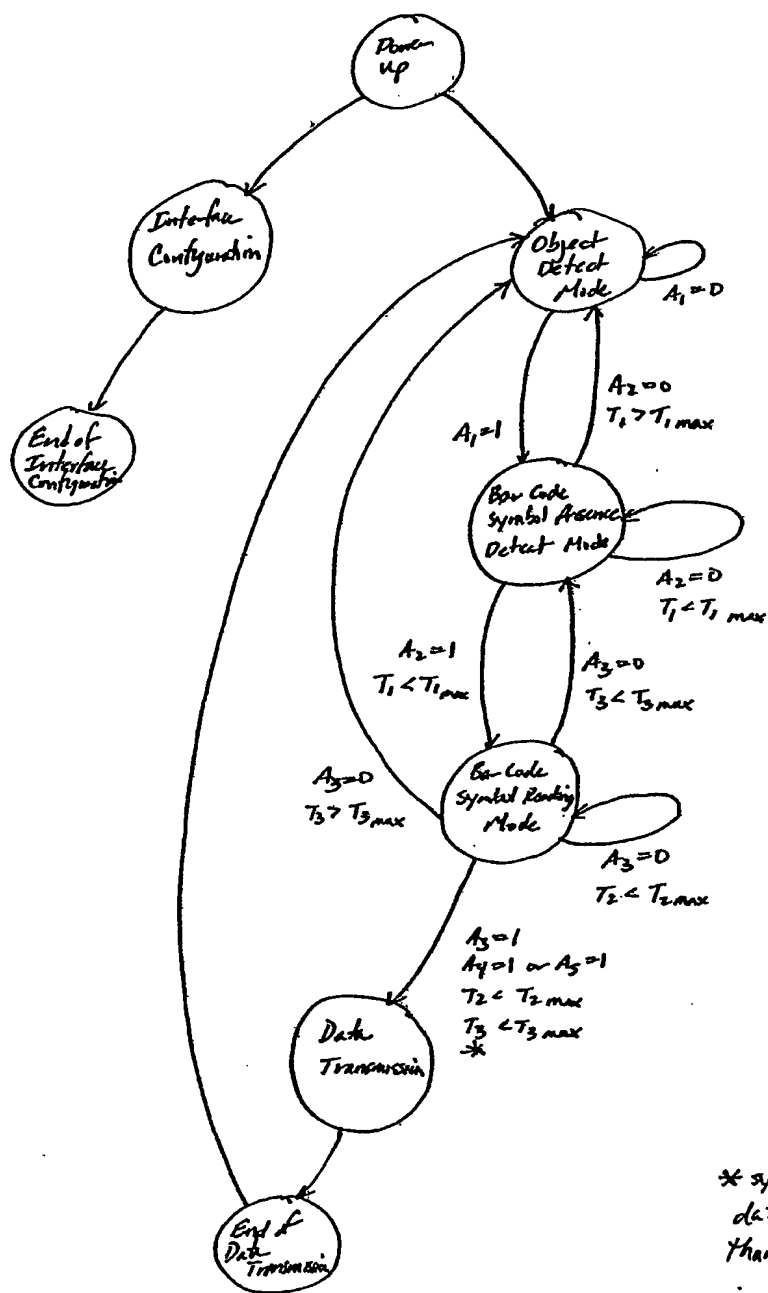 Power
Up
Interface
Configuration
Object
Detect
Mode
A₁=0
End of
Interface
Configuration
A₁=1
A₂=0
T₁ > T₁ max
Bar Code
Symbol Presence
Detect Mode
A₂=0
T₁ < T₁ max
A₂=1
T₁ < T₁ max
A₃=0
T₃ < T₃ max
A₃=0
T₃ > T₃ max
Bar Code
Symbol Reading
Mode
A₃=0
T₂ < T₂ max
A₃=1
A₄=1 or A₅=1
T₂ < T₂ max
T₃ < T₃ max
*
Data
Transmission
End of
Data
Transmission
* sy
da
than